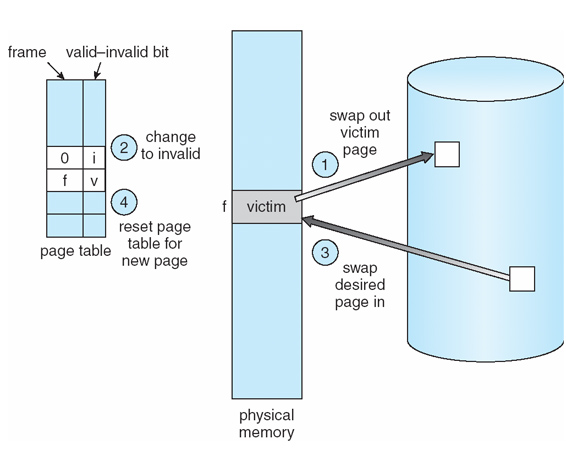 frame
valid–invalid bit
0 i
f v
page table
2
change
to invalid
4
reset page
table for
new page
f
victim
physical
memory
swap out
victim
page
1
3
swap
desired
page in